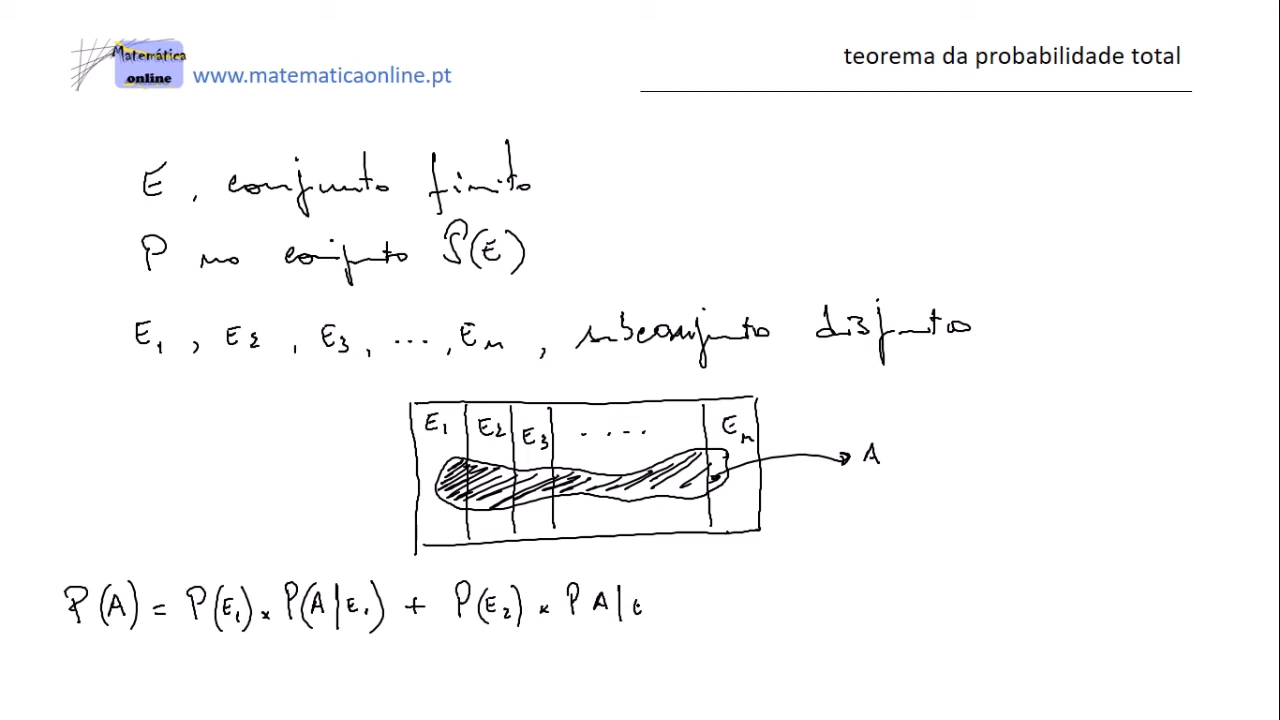 Matemática
online
www.matematicaonline.pt
teorema da probabilidade total
E, conjunto finito
P no conjunto P(E)
E1, E2, E3, ..., En, subconjunto disjunto
E1 E2 E3 .... En
A
P(A) = P(E1) × P(A|E1) + P(E2) × P A|E